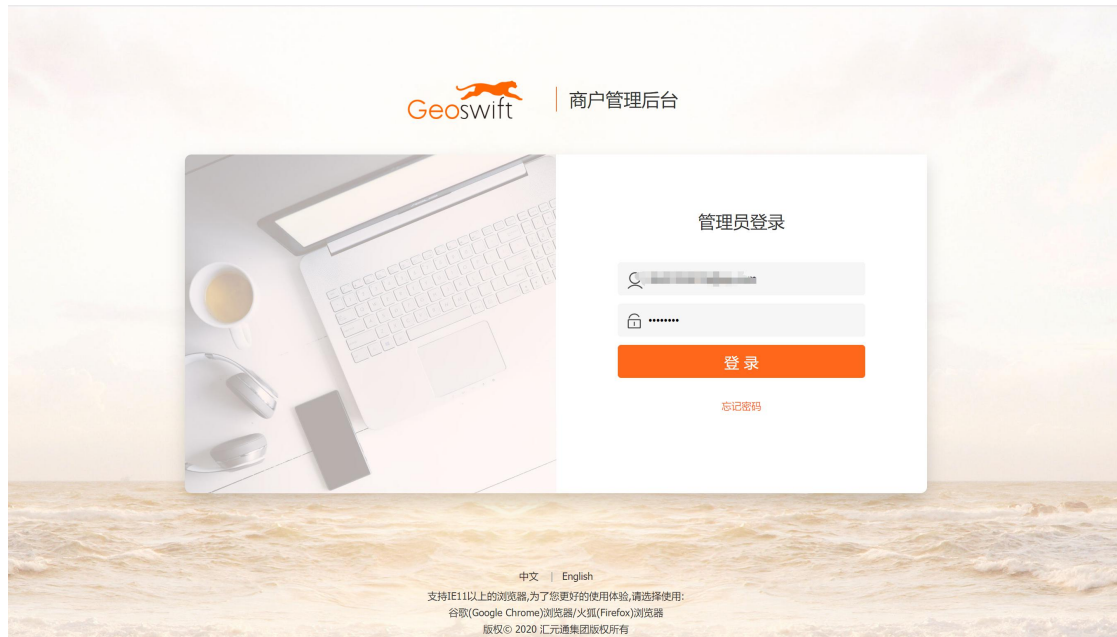 Geoswift
商户管理后台
管理员登录
••••••••
登 录
忘记密码
中文 | English
支持IE11以上的浏览器,为了您更好的使用体验,请选择使用:
谷歌(Google Chrome)浏览器/火狐(Firefox)浏览器
版权© 2020 汇元通集团版权所有